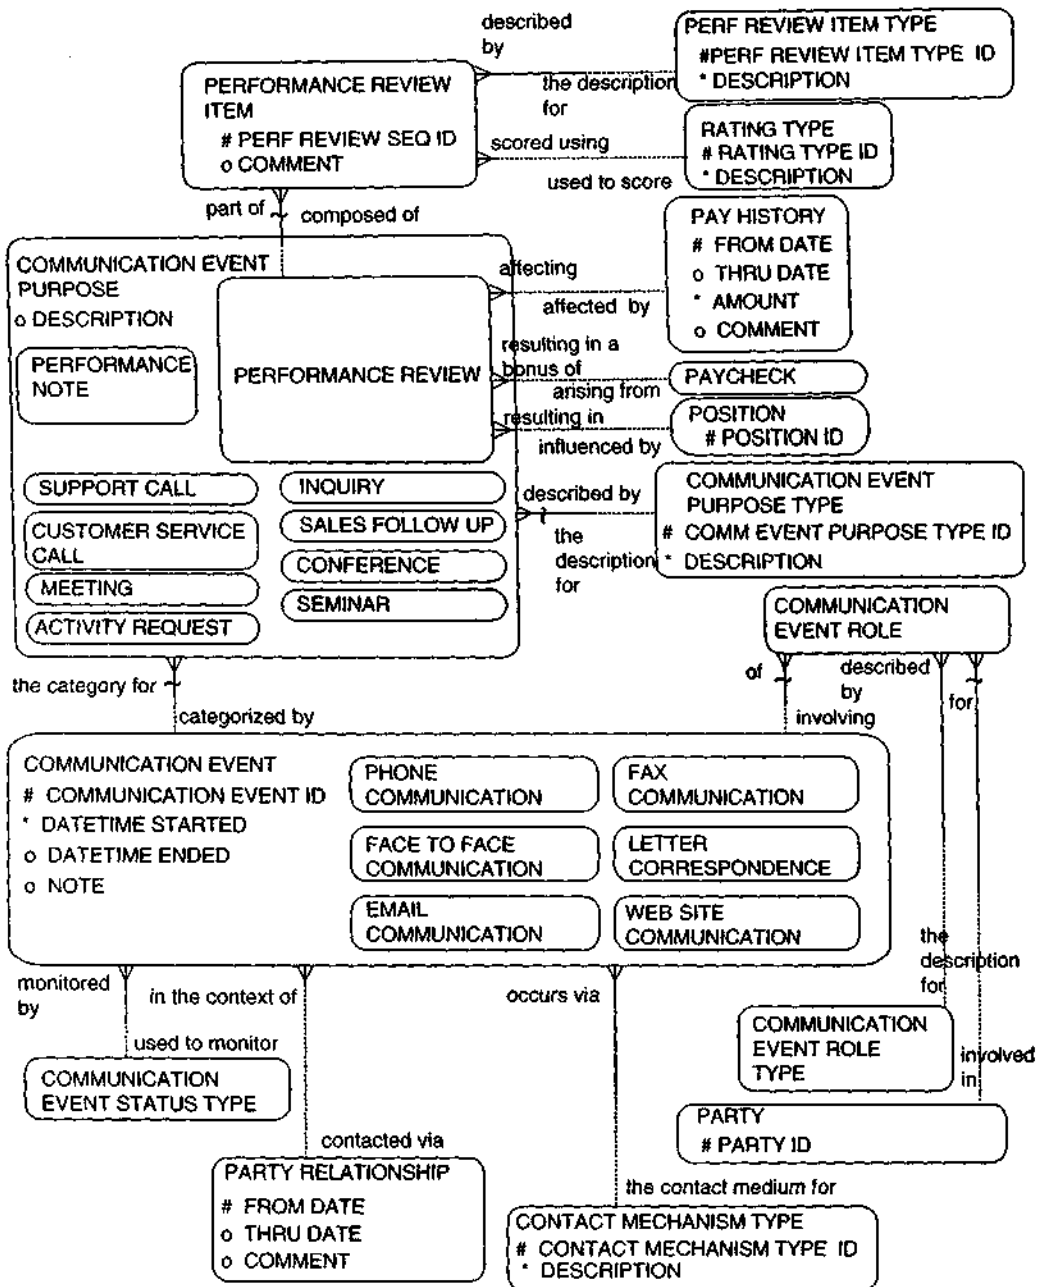 described
by
PERF REVIEW ITEM TYPE
#PERF REVIEW ITEM TYPE ID
* DESCRIPTION
PERFORMANCE REVIEW
ITEM
# PERF REVIEW SEQ ID
o COMMENT
the description
for
scored using
used to score
RATING TYPE
# RATING TYPE ID
* DESCRIPTION
part of
composed of
PAY HISTORY
# FROM DATE
o THRU DATE
* AMOUNT
o COMMENT
COMMUNICATION EVENT
PURPOSE
o DESCRIPTION
PERFORMANCE
NOTE
PERFORMANCE REVIEW
affecting
affected by
resulting in a
bonus of
arising from
PAYCHECK
resulting in
influenced by
POSITION
# POSITION ID
SUPPORT CALL
CUSTOMER SERVICE
CALL
MEETING
ACTIVITY REQUEST
INQUIRY
SALES FOLLOW UP
CONFERENCE
SEMINAR
described by
the
description
for
COMMUNICATION EVENT
PURPOSE TYPE
# COMM EVENT PURPOSE TYPE ID
* DESCRIPTION
COMMUNICATION
EVENT ROLE
the category for
categorized by
of
involving
described
by
for
COMMUNICATION EVENT
# COMMUNICATION EVENT ID
* DATETIME STARTED
o DATETIME ENDED
o NOTE
PHONE
COMMUNICATION
FAX
COMMUNICATION
FACE TO FACE
COMMUNICATION
LETTER
CORRESPONDENCE
EMAIL
COMMUNICATION
WEB SITE
COMMUNICATION
the
description
for
monitored
by
used to monitor
in the context of
occurs via
COMMUNICATION
EVENT STATUS TYPE
COMMUNICATION
EVENT ROLE
TYPE
involved
in
PARTY
# PARTY ID
contacted via
PARTY RELATIONSHIP
# FROM DATE
o THRU DATE
o COMMENT
the contact medium for
CONTACT MECHANISM TYPE
# CONTACT MECHANISM TYPE ID
* DESCRIPTION